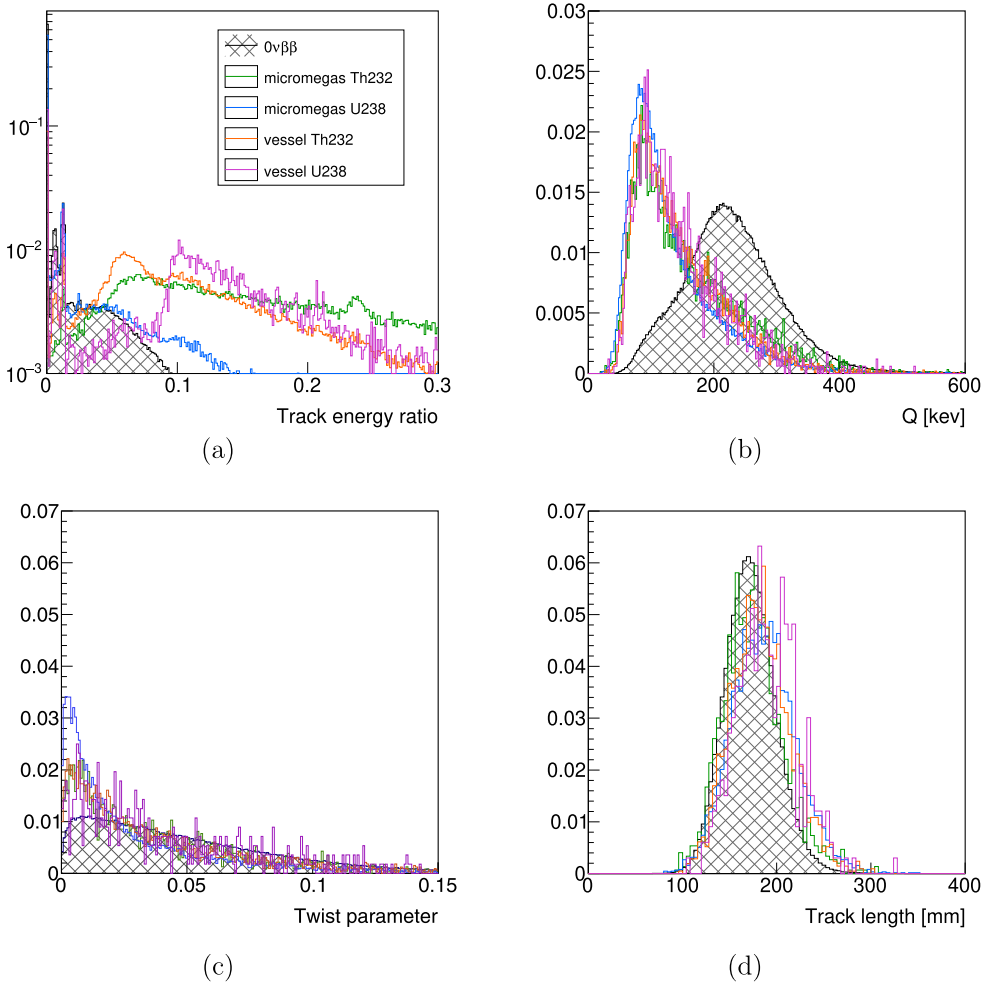 0νββ
micromegas Th232
micromegas U238
vessel Th232
vessel U238
10−1
10−2
10−3
0 0.1 0.2 0.3
Track energy ratio
(a)
0.03
0.025
0.02
0.015
0.01
0.005
0
0 200 400 600
Q [kev]
(b)
0.07
0.06
0.05
0.04
0.03
0.02
0.01
0
0 0.05 0.1 0.15
Twist parameter
(c)
0.07
0.06
0.05
0.04
0.03
0.02
0.01
0
0 100 200 300 400
Track length [mm]
(d)